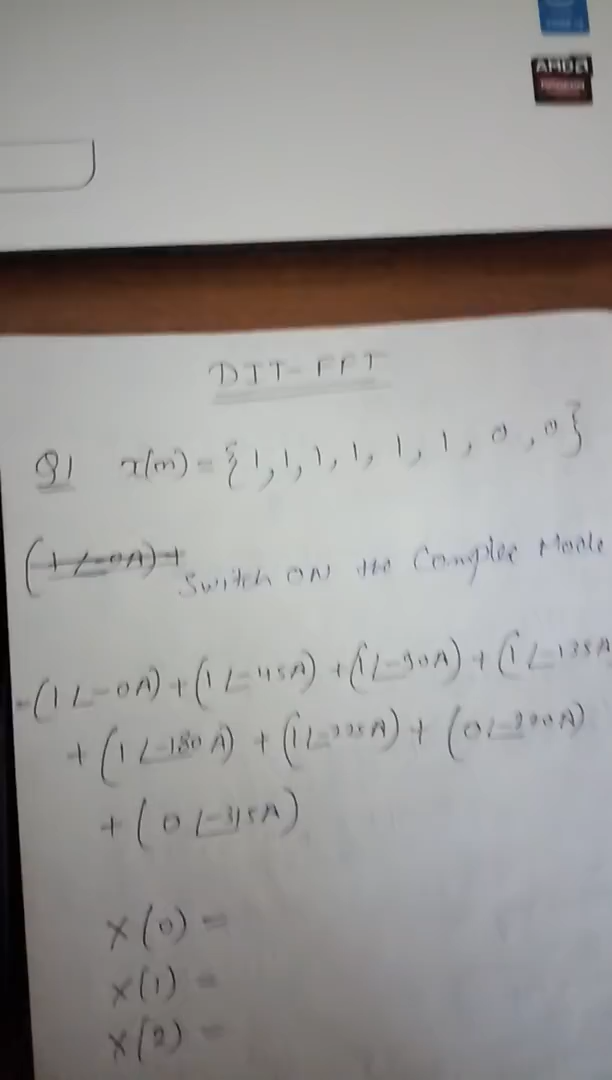 AMD
DIT-FFT
Q1 x(n) = {1, 1, 1, 1, 1, 1, 0, 0}
(1∠-0A)+
Switch ON the Complex Mode
-(1∠-0A) + (1∠-45A) + (1∠-90A) + (1∠-135A
+ (1∠-180A) + (1∠-225A) + (0∠-270A)
+ (0∠-315A)
X(0) =
X(1) =
X(2) =